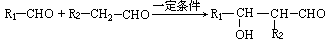 R₁—CHO + R₂—CH₂—CHO 一定条件→ R₁—CH—CH—CHO
OH R₂